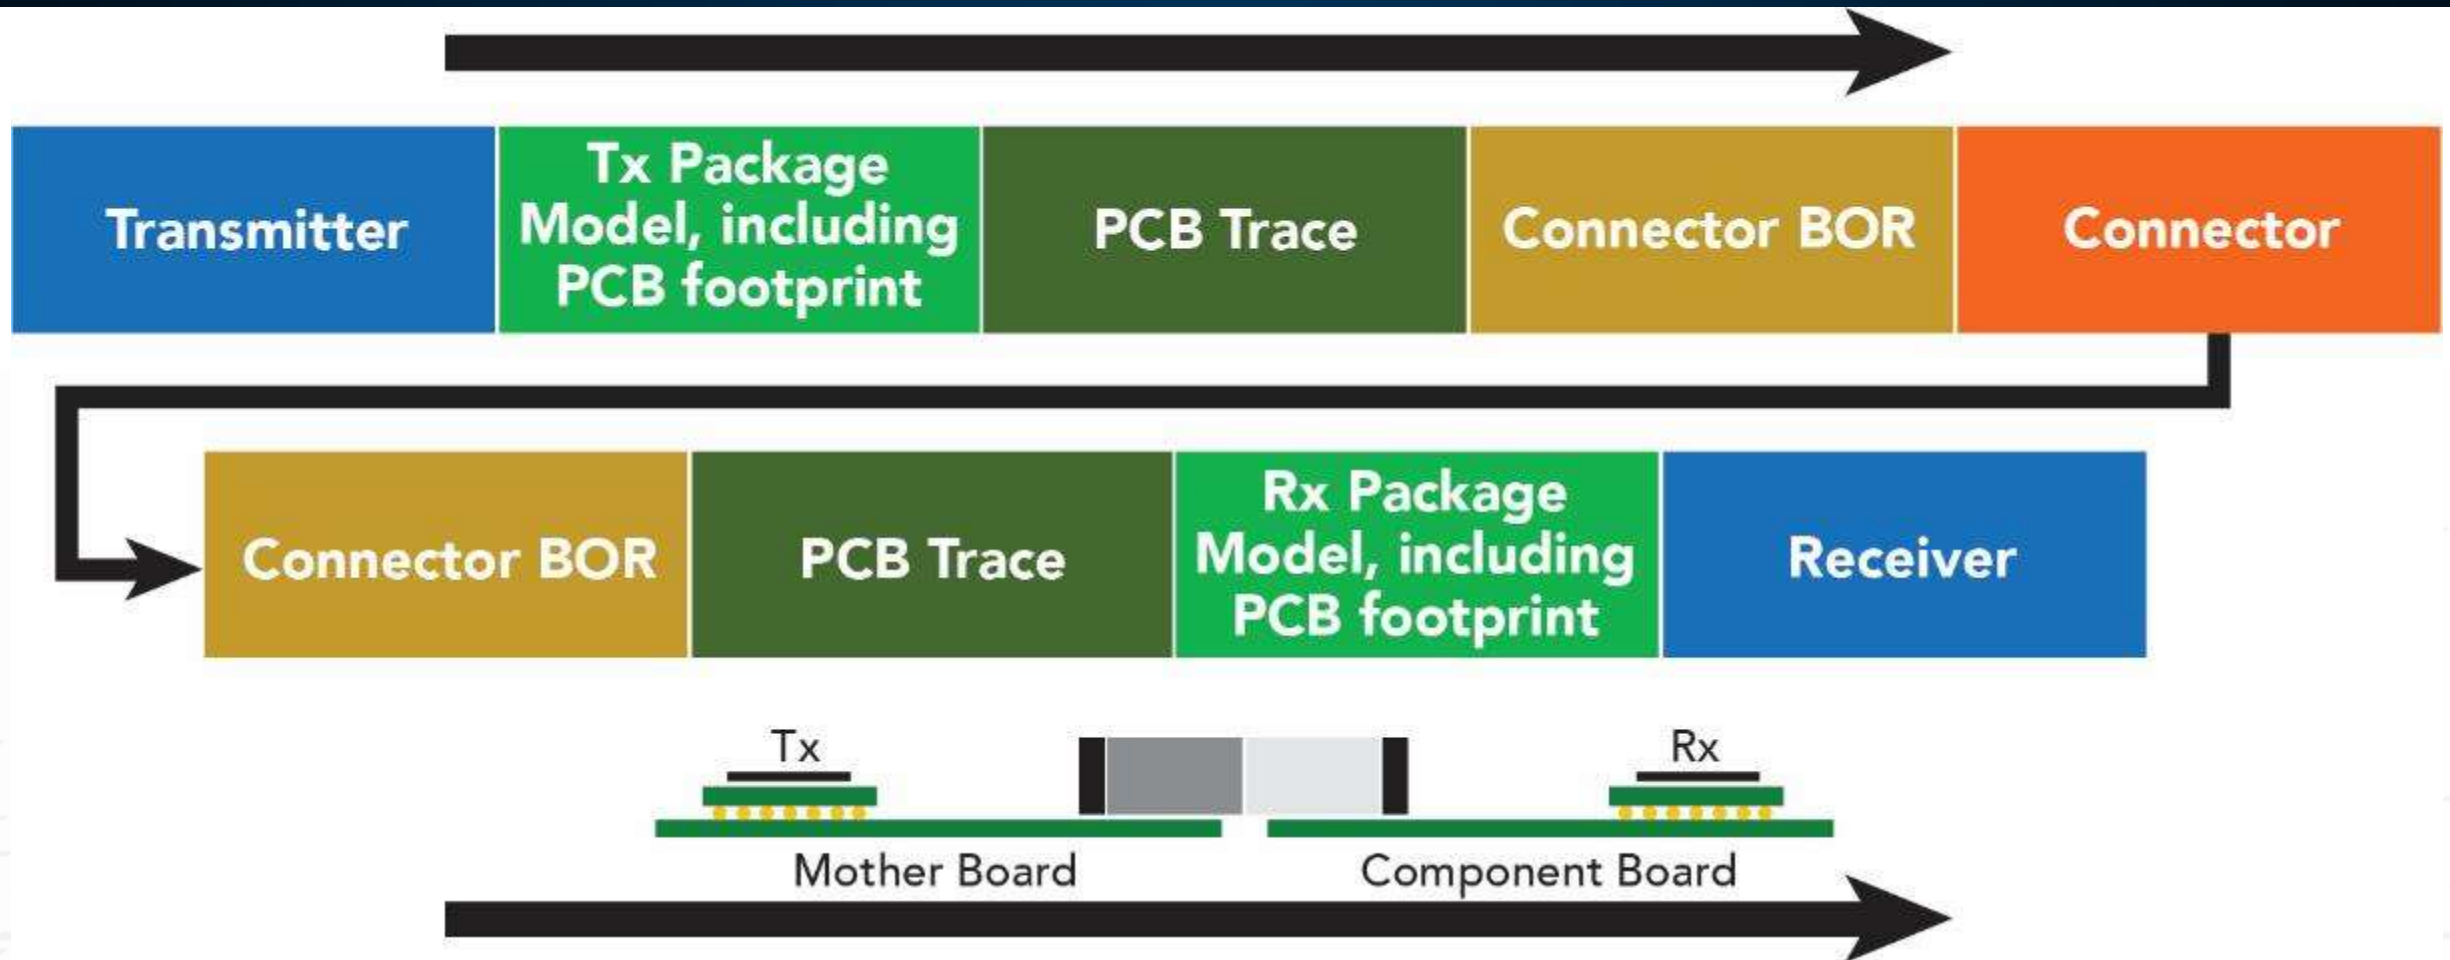 Transmitter
Tx Package
Model, including
PCB footprint
PCB Trace
Connector BOR
Connector
Connector BOR
PCB Trace
Rx Package
Model, including
PCB footprint
Receiver
Tx
Rx
Mother Board
Component Board